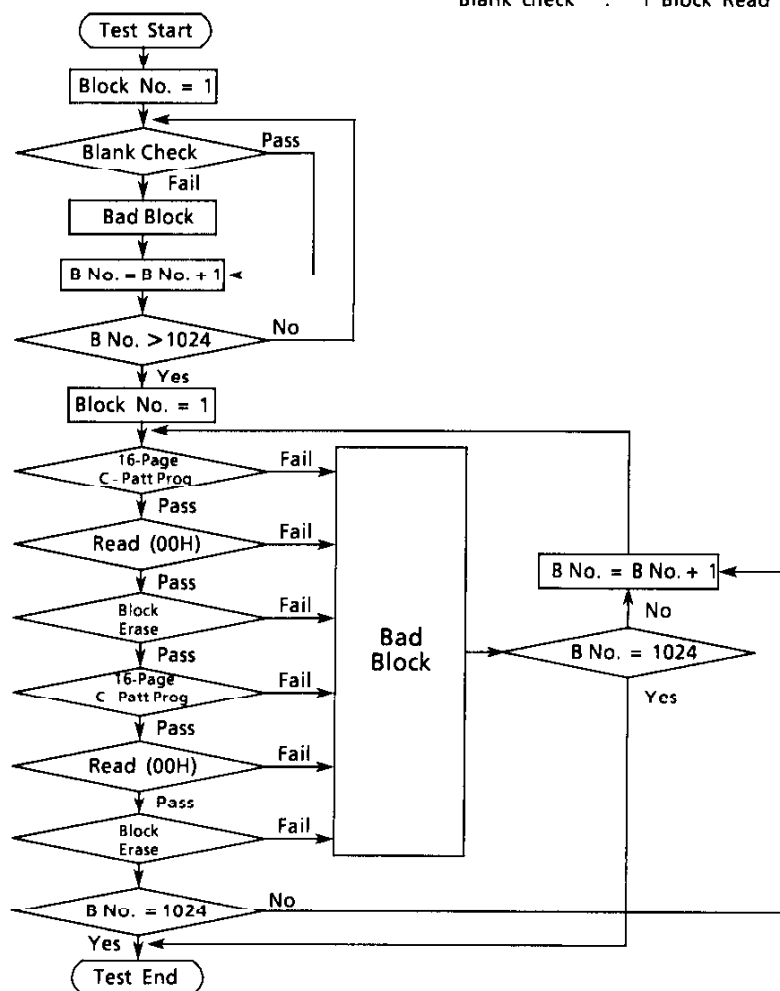 Blank check : 1 Block Read
Test Start
Block No. = 1
Blank Check
Pass
Fail
Bad Block
B No. = B No. + 1
B No. > 1024
No
Yes
Block No. = 1
16-Page
C - Patt Prog
Fail
Pass
Read (00H)
Fail
Pass
Block
Erase
Fail
Pass
16-Page
C Patt Prog
Fail
Pass
Read (00H)
Fail
Pass
Block
Erase
Fail
Bad
Block
B No. = B No. + 1
No
B No. = 1024
Yes
B No. = 1024
No
Yes
Test End